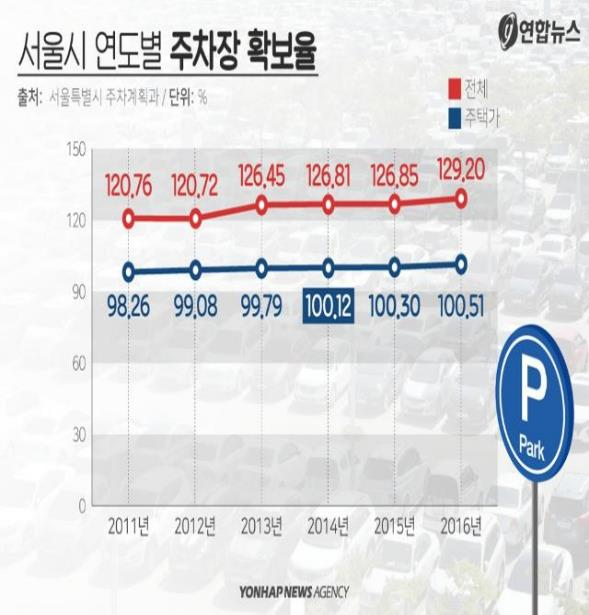 서울시 연도별 주차장 확보율
연합뉴스
출처: 서울특별시 주차계획과 / 단위: %
전체
주택가
150
120
90
60
30
0
120.76 120.72 126.45 126.81 126.85 129.20
98.26 99.08 99.79 100.12 100.30 100.51
2011년 2012년 2013년 2014년 2015년 2016년
P
Park
YONHAP NEWS AGENCY